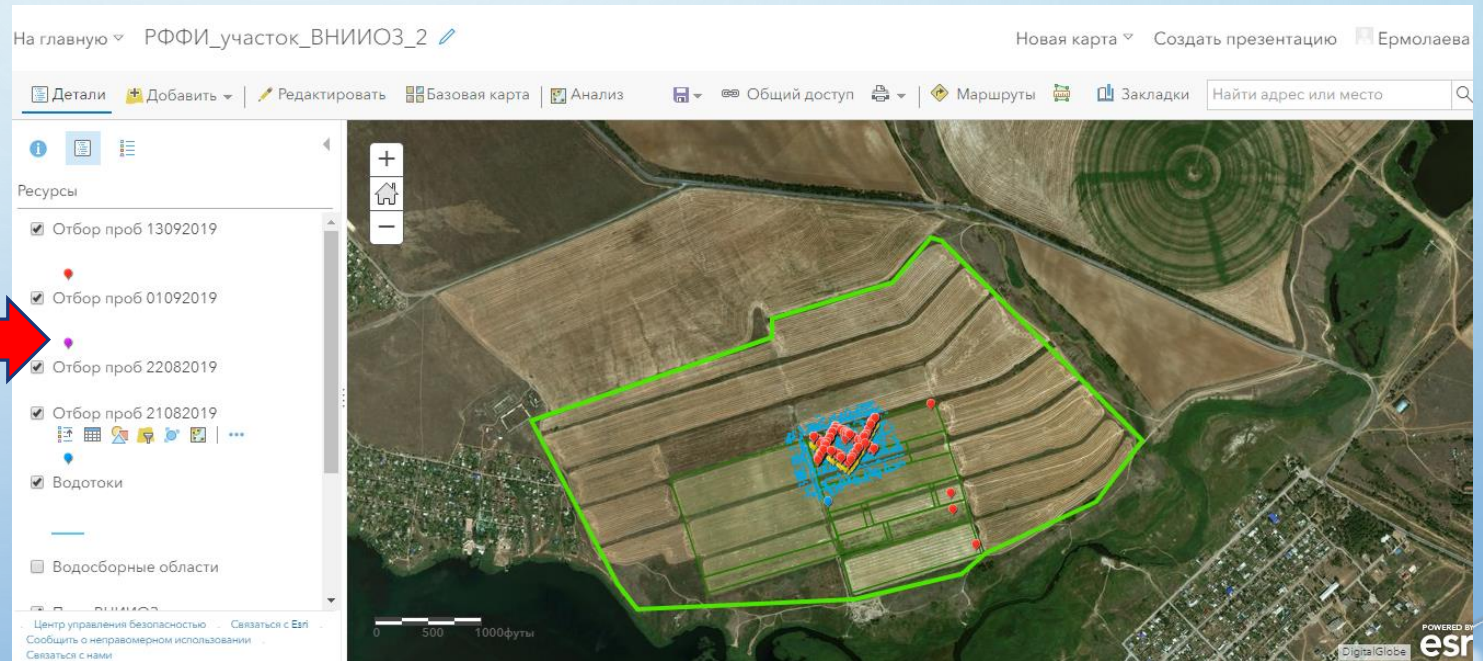 На главную РФФИ_участок_ВНИИОЗ_2 Новая карта Создать презентацию Ермолаева
Детали Добавить Редактировать Базовая карта Анализ Общий доступ Маршруты Закладки Найти адрес или место
Ресурсы
Отбор проб 13092019
Отбор проб 01092019
Отбор проб 22082019
Отбор проб 21082019
Водотоки
Водосборные области
Центр управления безопасностью . Связаться с Esri .
Сообщить о неправомерном использовании .
Связаться с нами
0 500 1000футы
DigitalGlobe
POWERED BY
esri